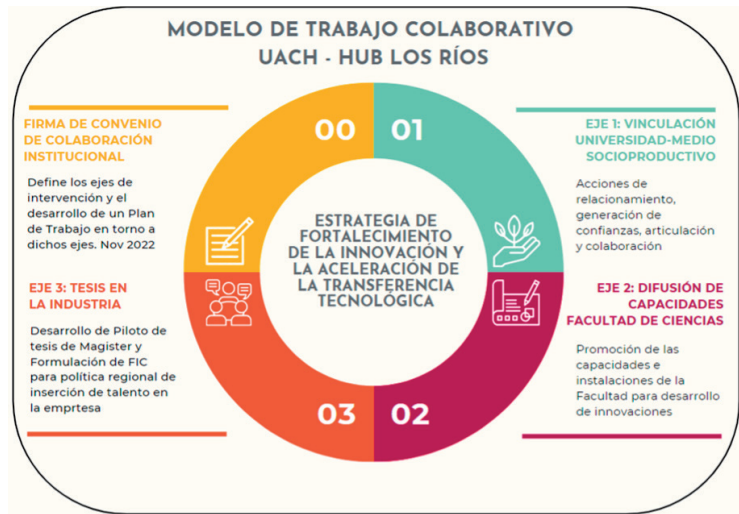 MODELO DE TRABAJO COLABORATIVO
UACH - HUB LOS RÍOS
FIRMA DE CONVENIO
DE COLABORACIÓN
INSTITUCIONAL
Define los ejes de
intervención y el
desarrollo de un Plan
de Trabajo en torno a
dichos ejes. Nov 2022
00
01
EJE 1: VINCULACIÓN
UNIVERSIDAD-MEDIO
SOCIOPRODUCTIVO
Acciones de
relacionamiento,
generación de
confianzas, articulación
y colaboración
ESTRATEGIA DE
FORTALECIMIENTO
DE LA INNOVACIÓN Y
LA ACELERACIÓN DE
LA TRANSFERENCIA
TECNOLÓGICA
EJE 3: TESIS EN
LA INDUSTRIA
Desarrollo de Piloto de
tesis de Magister y
Formulación de FIC
para política regional de
inserción de talento en
la emprtesa
03
02
EJE 2: DIFUSIÓN DE
CAPACIDADES
FACULTAD DE CIENCIAS
Promoción de las
capacidades e
instalaciones de la
Facultad para desarrollo
de innovaciones